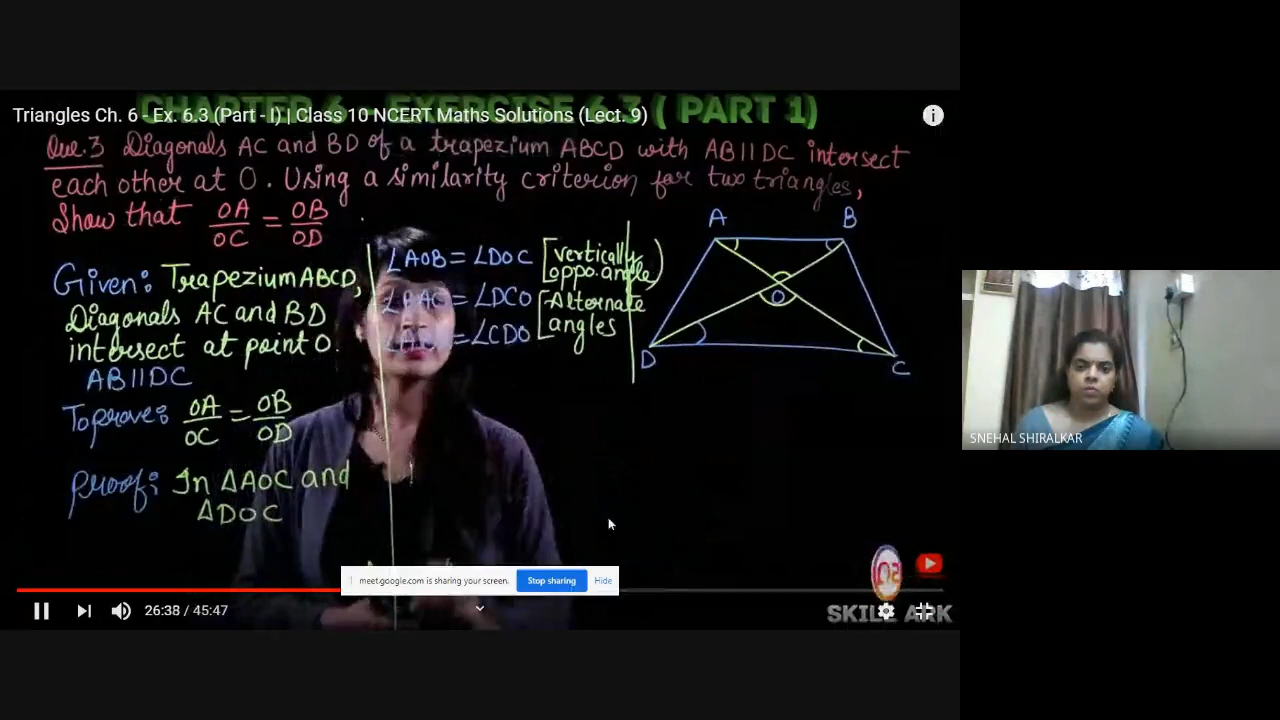 CHAPTER 6 - EXERCISE 6.3 ( PART 1)
Triangles Ch. 6 - Ex. 6.3 (Part - I) | Class 10 NCERT Maths Solutions (Lect. 9)
Que.3 Diagonals AC and BD of a trapezium ABCD with AB||DC intersect
each other at O. Using a similarity criterion for two triangles,
Show that OA/OC = OB/OD
Given: Trapezium ABCD,
Diagonals AC and BD
intersect at point O.
AB||DC
To prove: OA/OC = OB/OD
Proof: In ΔAOC and
ΔDOC
∠AOB = ∠DOC [vertically
oppo. angle)
= ∠DCO [Alternate
angles
= ∠CDO
A
B
O
D
C
SNEHAL SHIRALKAR
meet.google.com is sharing your screen.
Stop sharing
Hide
26:38 / 45:47
SKILL ARK